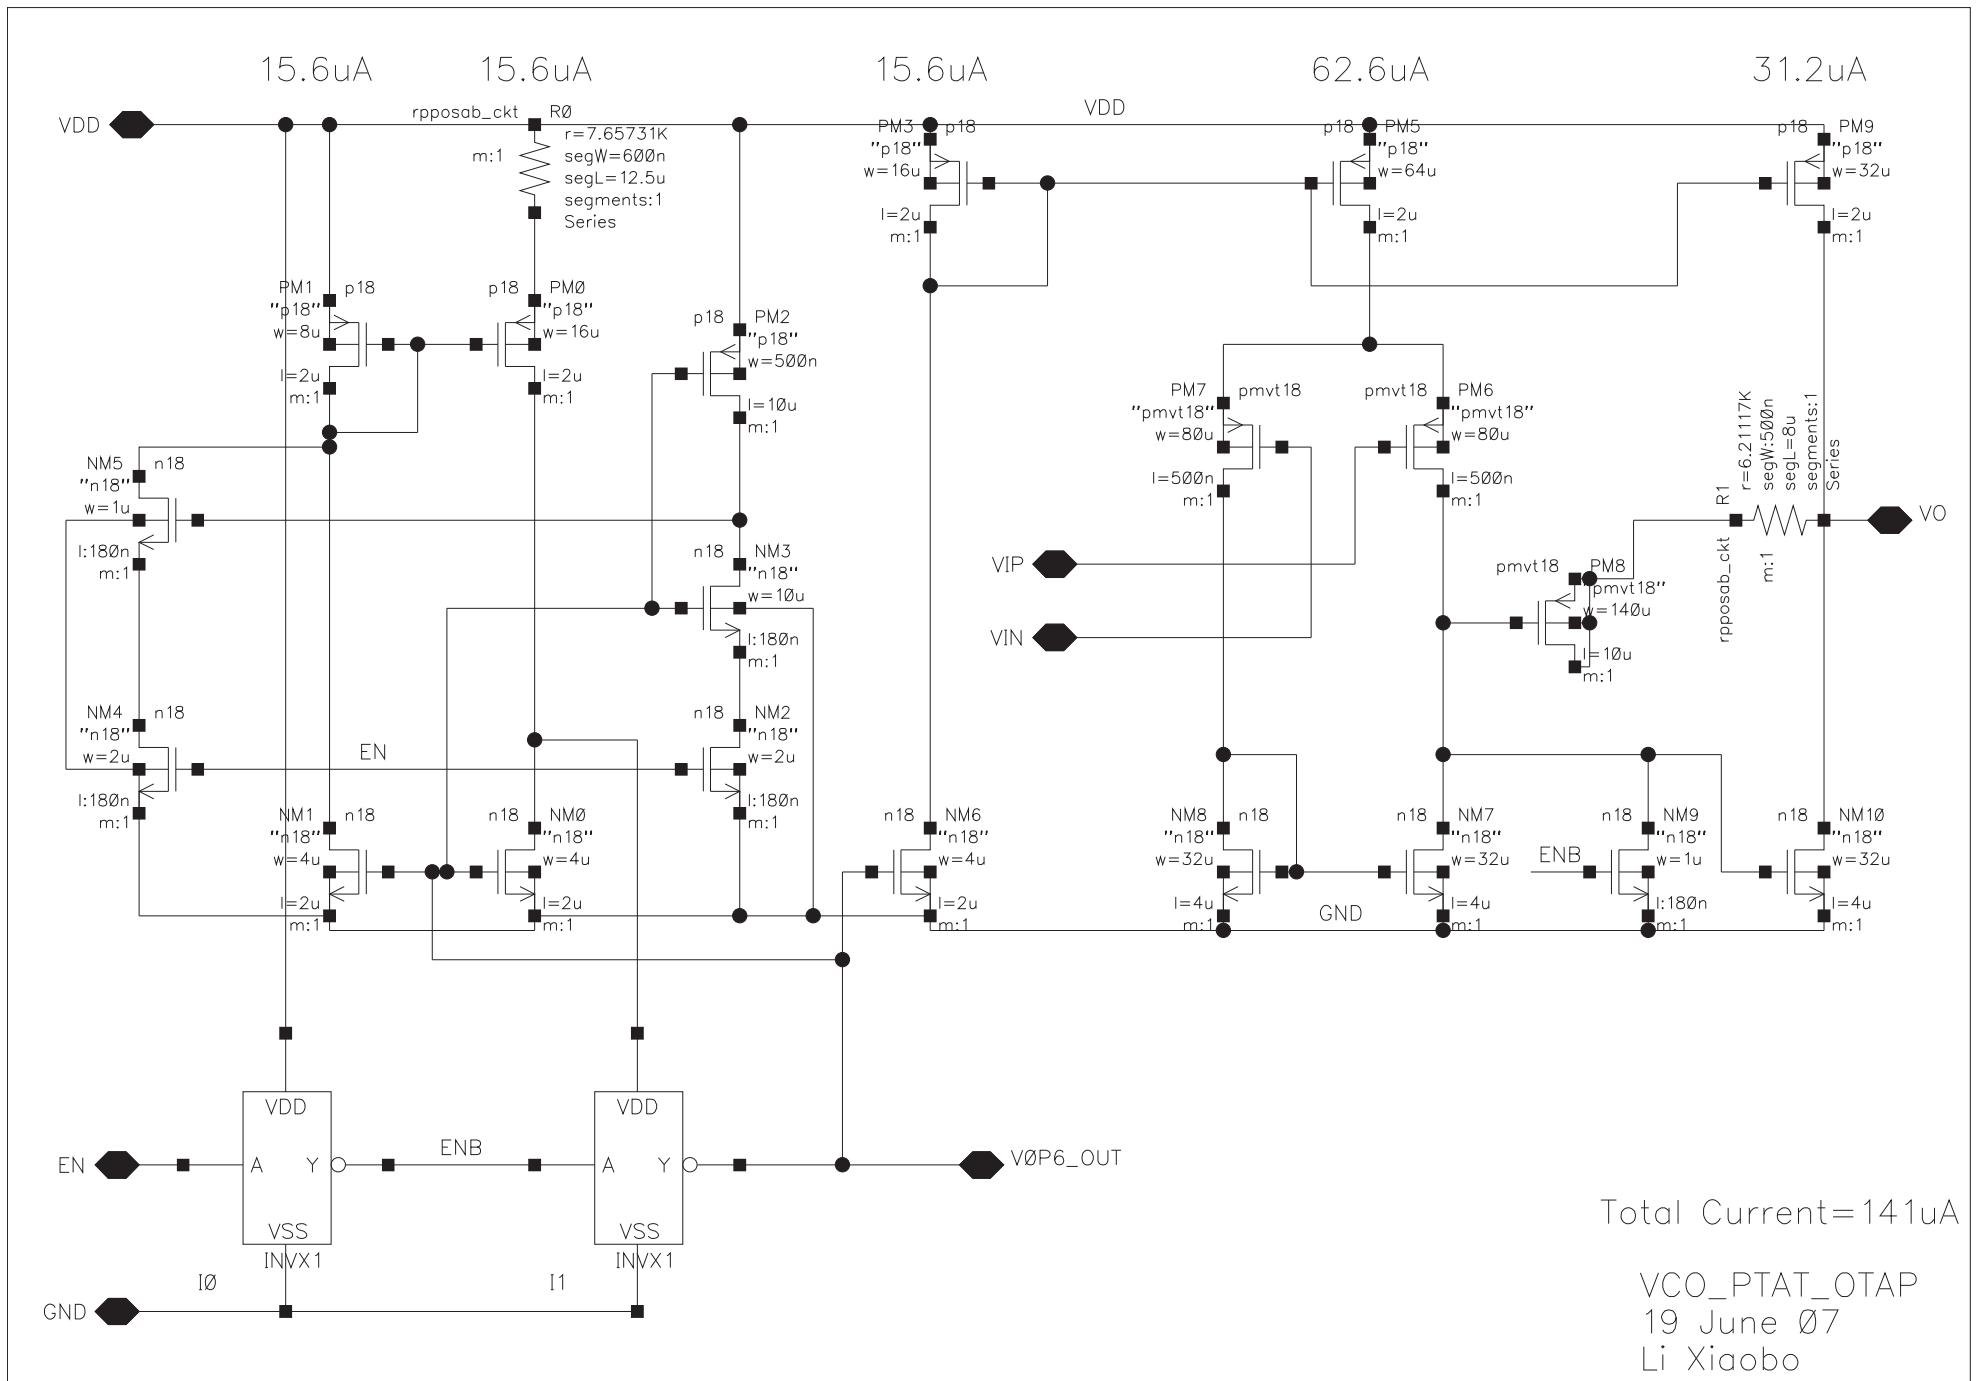 15.6uA 15.6uA 15.6uA 62.6uA 31.2uA
VDD
rpposab_ckt RØ
r=7.65731K
m:1
segW=600n
segL=12.5u
segments:1
Series
VDD
PM3 p18
"p18"
w=16u
l=2u
m:1
p18 PM5
"p18"
w=64u
l=2u
m:1
p18 PM9
"p18"
w=32u
l=2u
m:1
PM1 p18
"p18"
w=8u
l=2u
m:1
p18 PMØ
"p18"
w=16u
l=2u
m:1
p18 PM2
"p18"
w=500n
l=10u
m:1
PM7 pmvt18
"pmvt18"
w=80u
l=500n
m:1
pmvt18 PM6
"pmvt18"
w=80u
l=500n
m:1
rpposab_ckt R1
r=6.21117K
segW:500n
segL=8u
segments:1
Series
m:1
VO
NM5 n18
"n18"
w=1u
l:180n
m:1
n18 NM3
"n18"
w=10u
l:180n
m:1
VIP
VIN
pmvt18 PM8
"pmvt18"
w=140u
l=10u
m:1
NM4 n18
"n18"
w=2u
l:180n
m:1
EN
n18 NM2
"n18"
w=2u
l:180n
m:1
NM1 n18
"n18"
w=4u
l=2u
m:1
n18 NMØ
"n18"
w=4u
l=2u
m:1
n18 NM6
"n18"
w=4u
l=2u
m:1
NM8 n18
"n18"
w=32u
l=4u
m:1
GND
n18 NM7
"n18"
w=32u
l=4u
m:1
ENB
n18 NM9
"n18"
w=1u
l:180n
m:1
n18 NM1Ø
"n18"
w=32u
l=4u
m:1
VDD
VDD
EN
A Y
ENB
A Y
VØP6_OUT
VSS
VSS
INVX1
INVX1
IØ
I1
GND
Total Current=141uA
VCO_PTAT_OTAP
19 June Ø7
Li Xiaobo